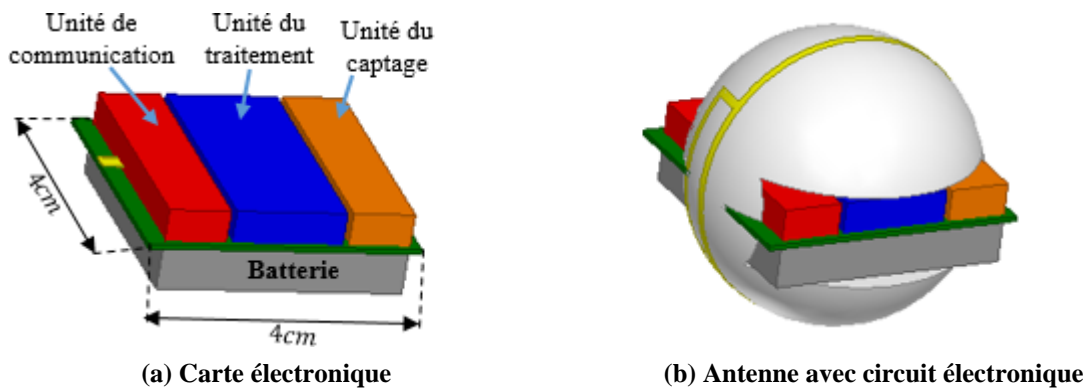 Unité de
communication
Unité du
traitement
Unité du
captage
4cm
Batterie
4cm
(a) Carte électronique
(b) Antenne avec circuit électronique